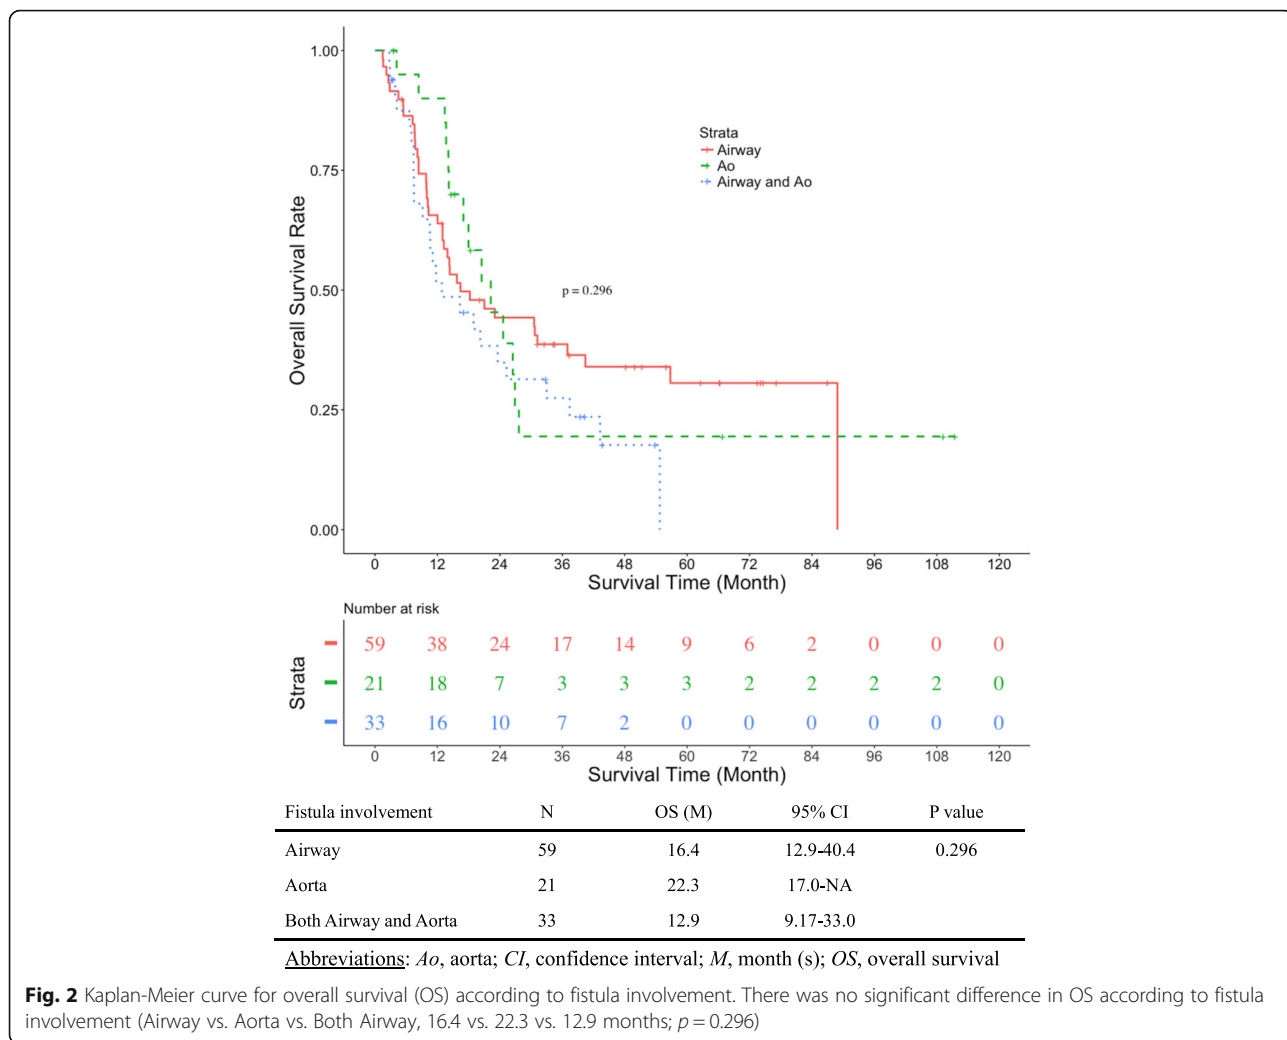 1.00
0.75
0.50
0.25
0.00
Overall Survival Rate
Strata
Airway
Ao
Airway and Ao
p = 0.296
0 12 24 36 48 60 72 84 96 108 120
Survival Time (Month)
Number at risk
Strata
59 38 24 17 14 9 6 2 0 0 0
21 18 7 3 3 3 2 2 2 2 0
33 16 10 7 2 0 0 0 0 0 0
0 12 24 36 48 60 72 84 96 108 120
Survival Time (Month)
Fistula involvement N OS (M) 95% CI P value
Airway 59 16.4 12.9-40.4 0.296
Aorta 21 22.3 17.0-NA
Both Airway and Aorta 33 12.9 9.17-33.0
Abbreviations: Ao, aorta; CI, confidence interval; M, month (s); OS, overall survival
Fig. 2 Kaplan-Meier curve for overall survival (OS) according to fistula involvement. There was no significant difference in OS according to fistula
involvement (Airway vs. Aorta vs. Both Airway, 16.4 vs. 22.3 vs. 12.9 months; p = 0.296)